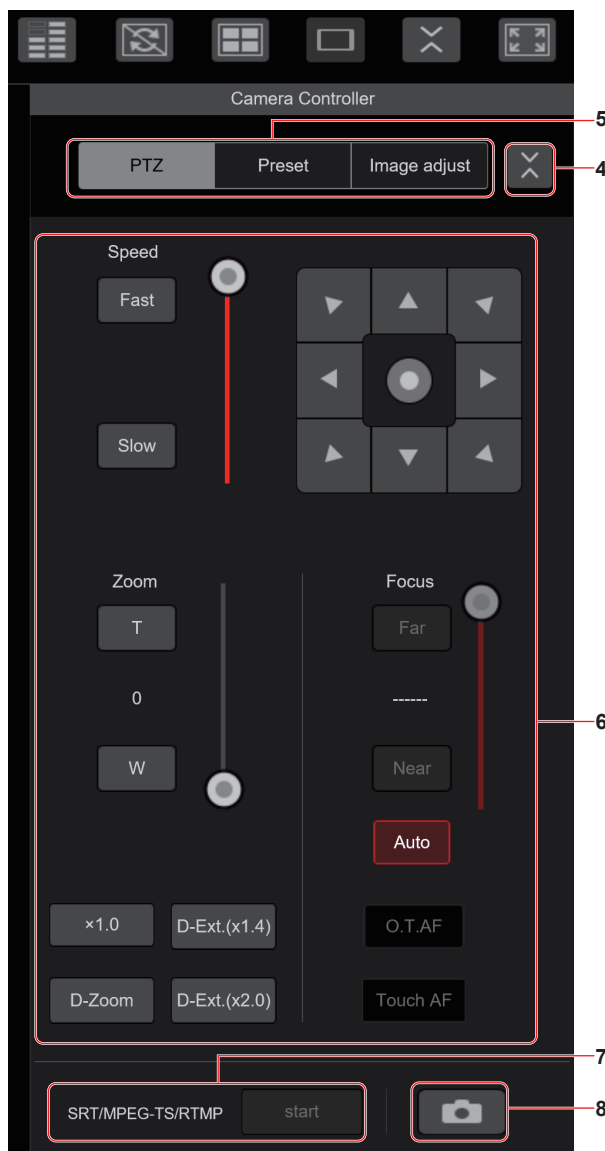 Camera Controller
5
PTZ Preset Image adjust
4
Speed
Fast
Slow
Zoom Focus
T Far
0 ------
6
W Near
Auto
×1.0 D-Ext.(x1.4) O.T.AF
D-Zoom D-Ext.(x2.0) Touch AF
7
SRT/MPEG-TS/RTMP start
8